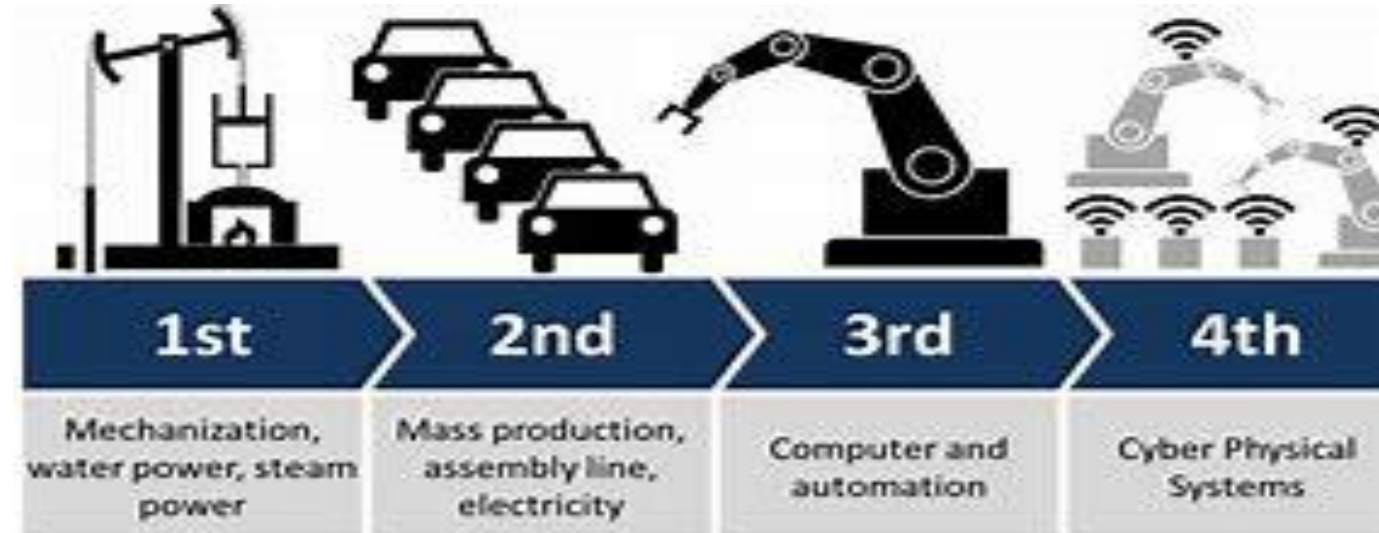 1st
2nd
3rd
4th
Mechanization,
water power, steam
power
Mass production,
assembly line,
electricity
Computer and
automation
Cyber Physical
Systems